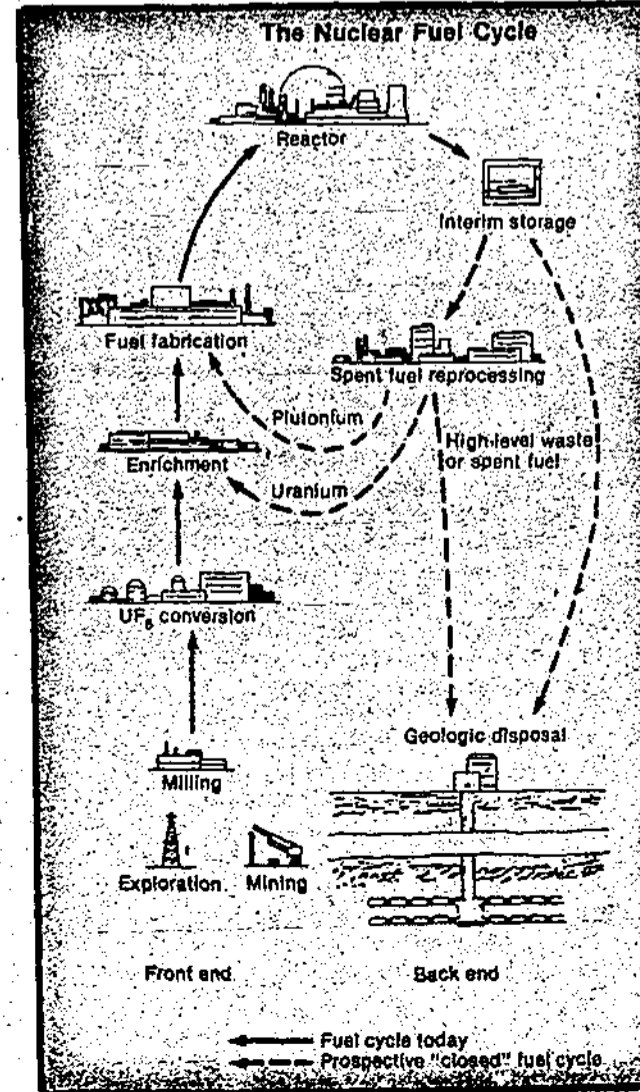 The Nuclear Fuel Cycle
Reactor
Interim storage
Fuel fabrication
Spent fuel reprocessing
Plutonium
High-level waste
or spent fuel
Enrichment
Uranium
UF₆ conversion
Geologic disposal
Milling
Exploration
Mining
Front end
Back end
Fuel cycle today
Prospective "closed" fuel cycle